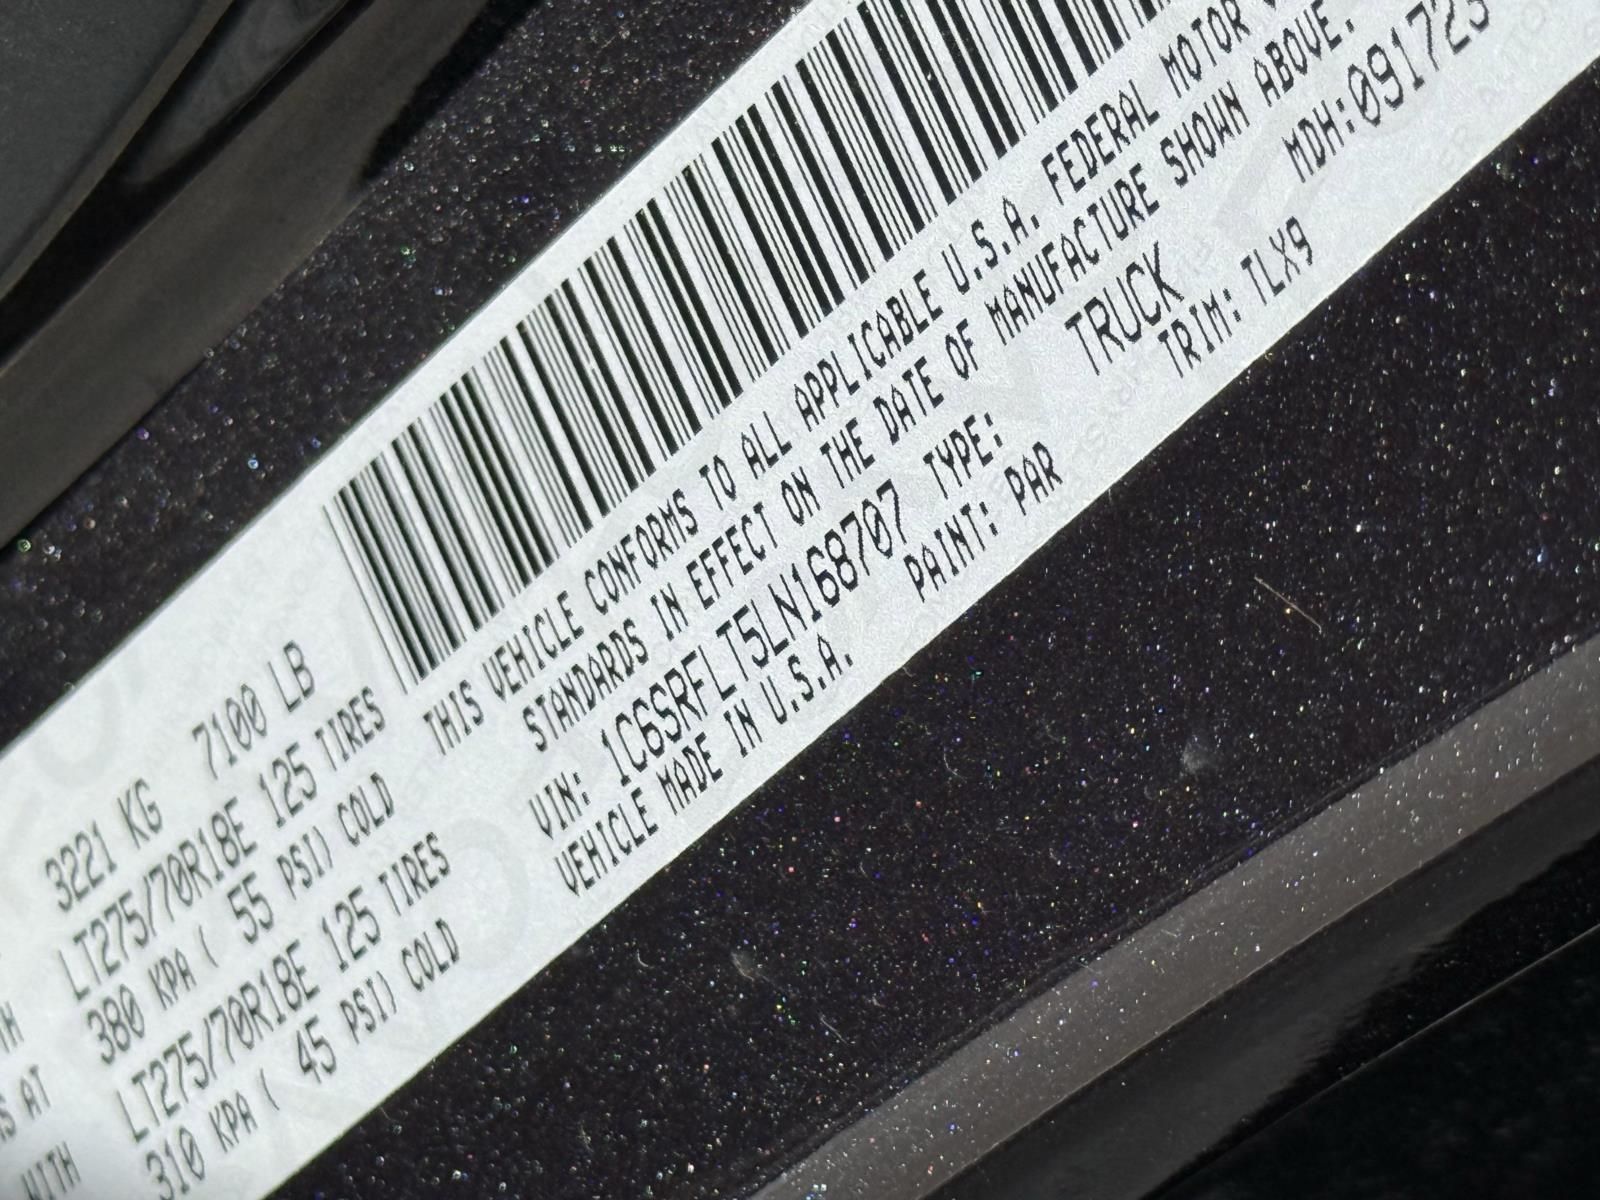 3221 KG 7100 LB
LT275/70R18E 125 TIRES
380 KPA ( 55 PSI) COLD
AT
LT275/70R18E 125 TIRES
WITH
310 KPA ( 45 PSI) COLD
THIS VEHICLE CONFORMS TO ALL APPLICABLE U.S.A. FEDERAL MOTOR
STANDARDS IN EFFECT ON THE DATE OF MANUFACTURE SHOWN ABOVE.
VIN: 1C6SRFLT5LN168707 TYPE: TRUCK MDH:091723
VEHICLE MADE IN U.S.A. PAINT: PAR TRIM: TLX9